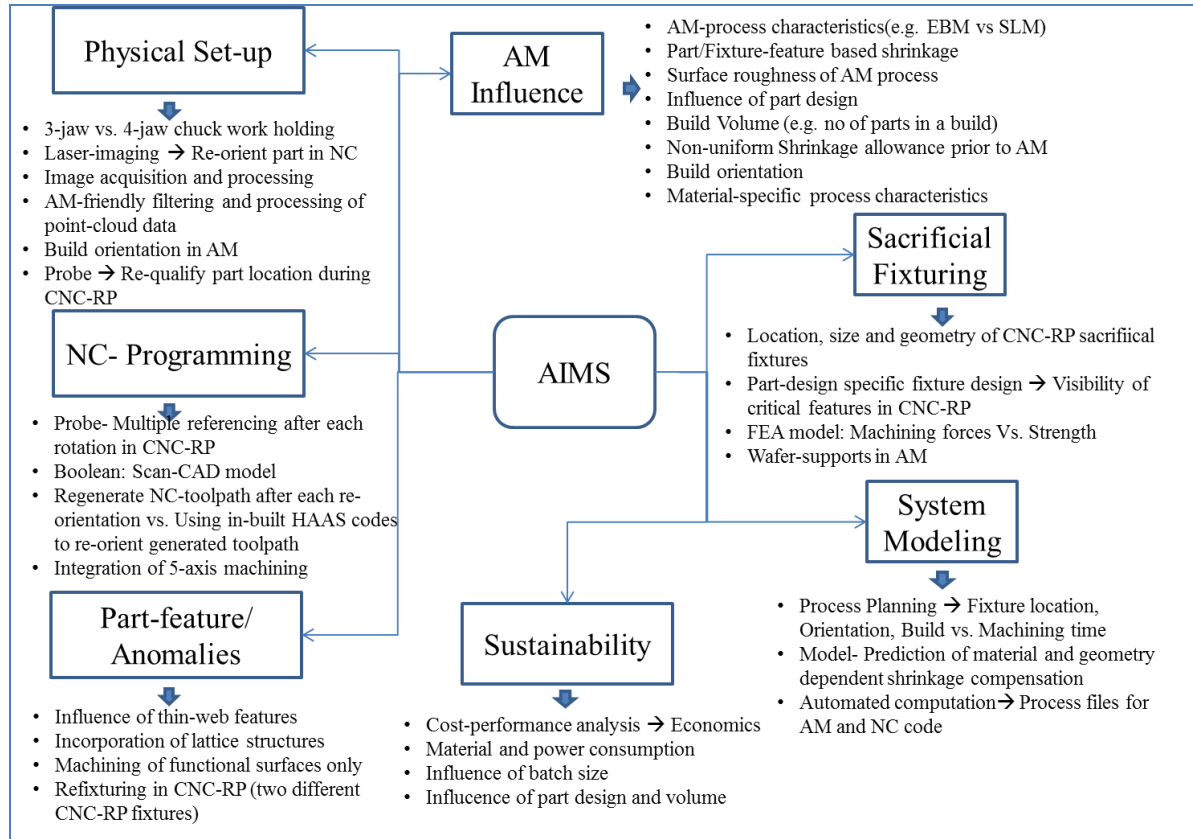 Physical Set-up
• 3-jaw vs. 4-jaw chuck work holding
• Laser-imaging → Re-orient part in NC
• Image acquisition and processing
• AM-friendly filtering and processing of
point-cloud data
• Build orientation in AM
• Probe → Re-qualify part location during
CNC-RP
NC- Programming
• Probe- Multiple referencing after each
rotation in CNC-RP
• Boolean: Scan-CAD model
• Regenerate NC-toolpath after each re-
orientation vs. Using in-built HAAS codes
to re-orient generated toolpath
• Integration of 5-axis machining
Part-feature/
Anomalies
• Influence of thin-web features
• Incorporation of lattice structures
• Machining of functional surfaces only
• Refixturing in CNC-RP (two different
CNC-RP fixtures)
AM
Influence
• AM-process characteristics(e.g. EBM vs SLM)
• Part/Fixture-feature based shrinkage
• Surface roughness of AM process
• Influence of part design
• Build Volume (e.g. no of parts in a build)
• Non-uniform Shrinkage allowance prior to AM
• Build orientation
• Material-specific process characteristics
AIMS
Sacrificial
Fixturing
• Location, size and geometry of CNC-RP sacrifiical
fixtures
• Part-design specific fixture design → Visibility of
critical features in CNC-RP
• FEA model: Machining forces Vs. Strength
• Wafer-supports in AM
System
Modeling
• Process Planning → Fixture location,
Orientation, Build vs. Machining time
• Model- Prediction of material and geometry
dependent shrinkage compensation
• Automated computation→ Process files for
AM and NC code
Sustainability
• Cost-performance analysis → Economics
• Material and power consumption
• Influence of batch size
• Influcence of part design and volume